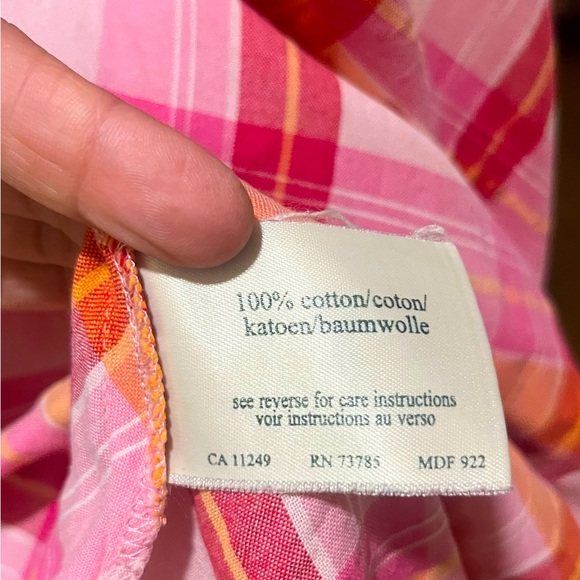 100% cotton/coton/
katoen/baumwolle
see reverse for care instructions
voir instructions au verso
CA 11249 RN 73785 MDF 922